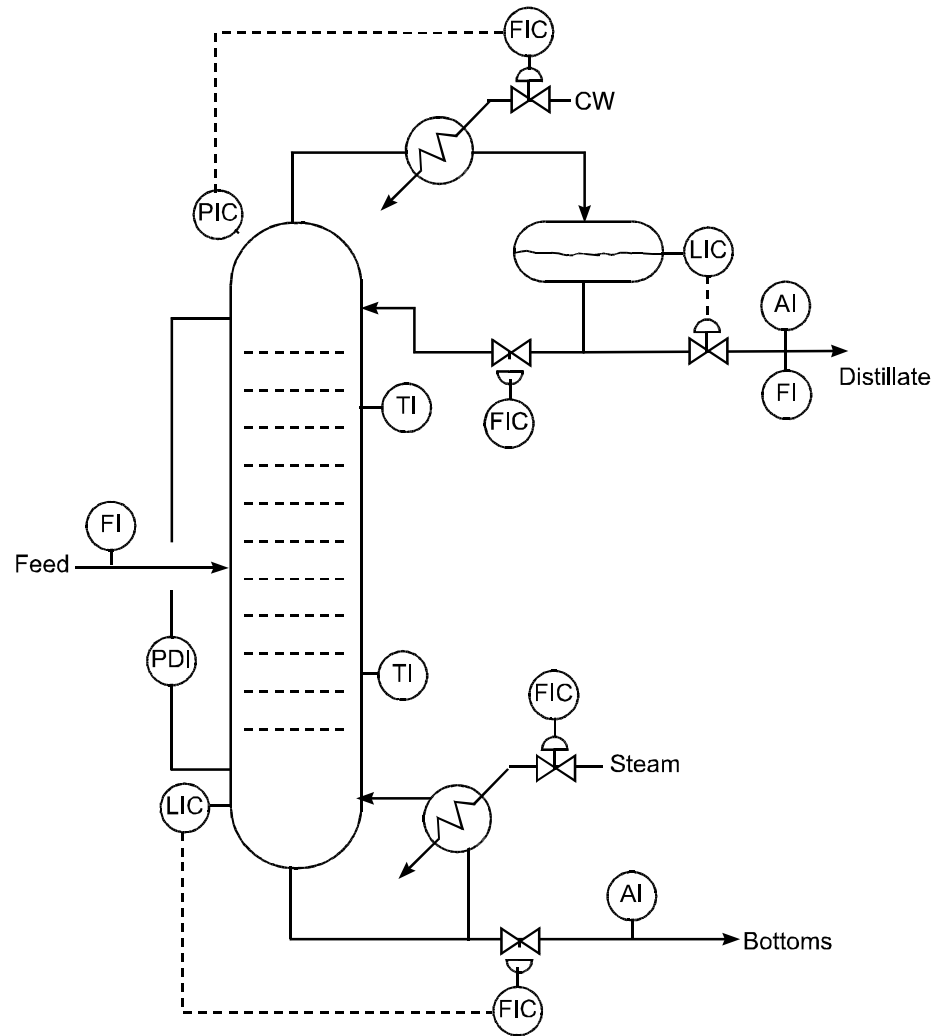 FIC
CW
PIC
LIC
AI
Distillate
FI
TI
FIC
FI
Feed
PDI
TI
FIC
Steam
LIC
AI
Bottoms
FIC